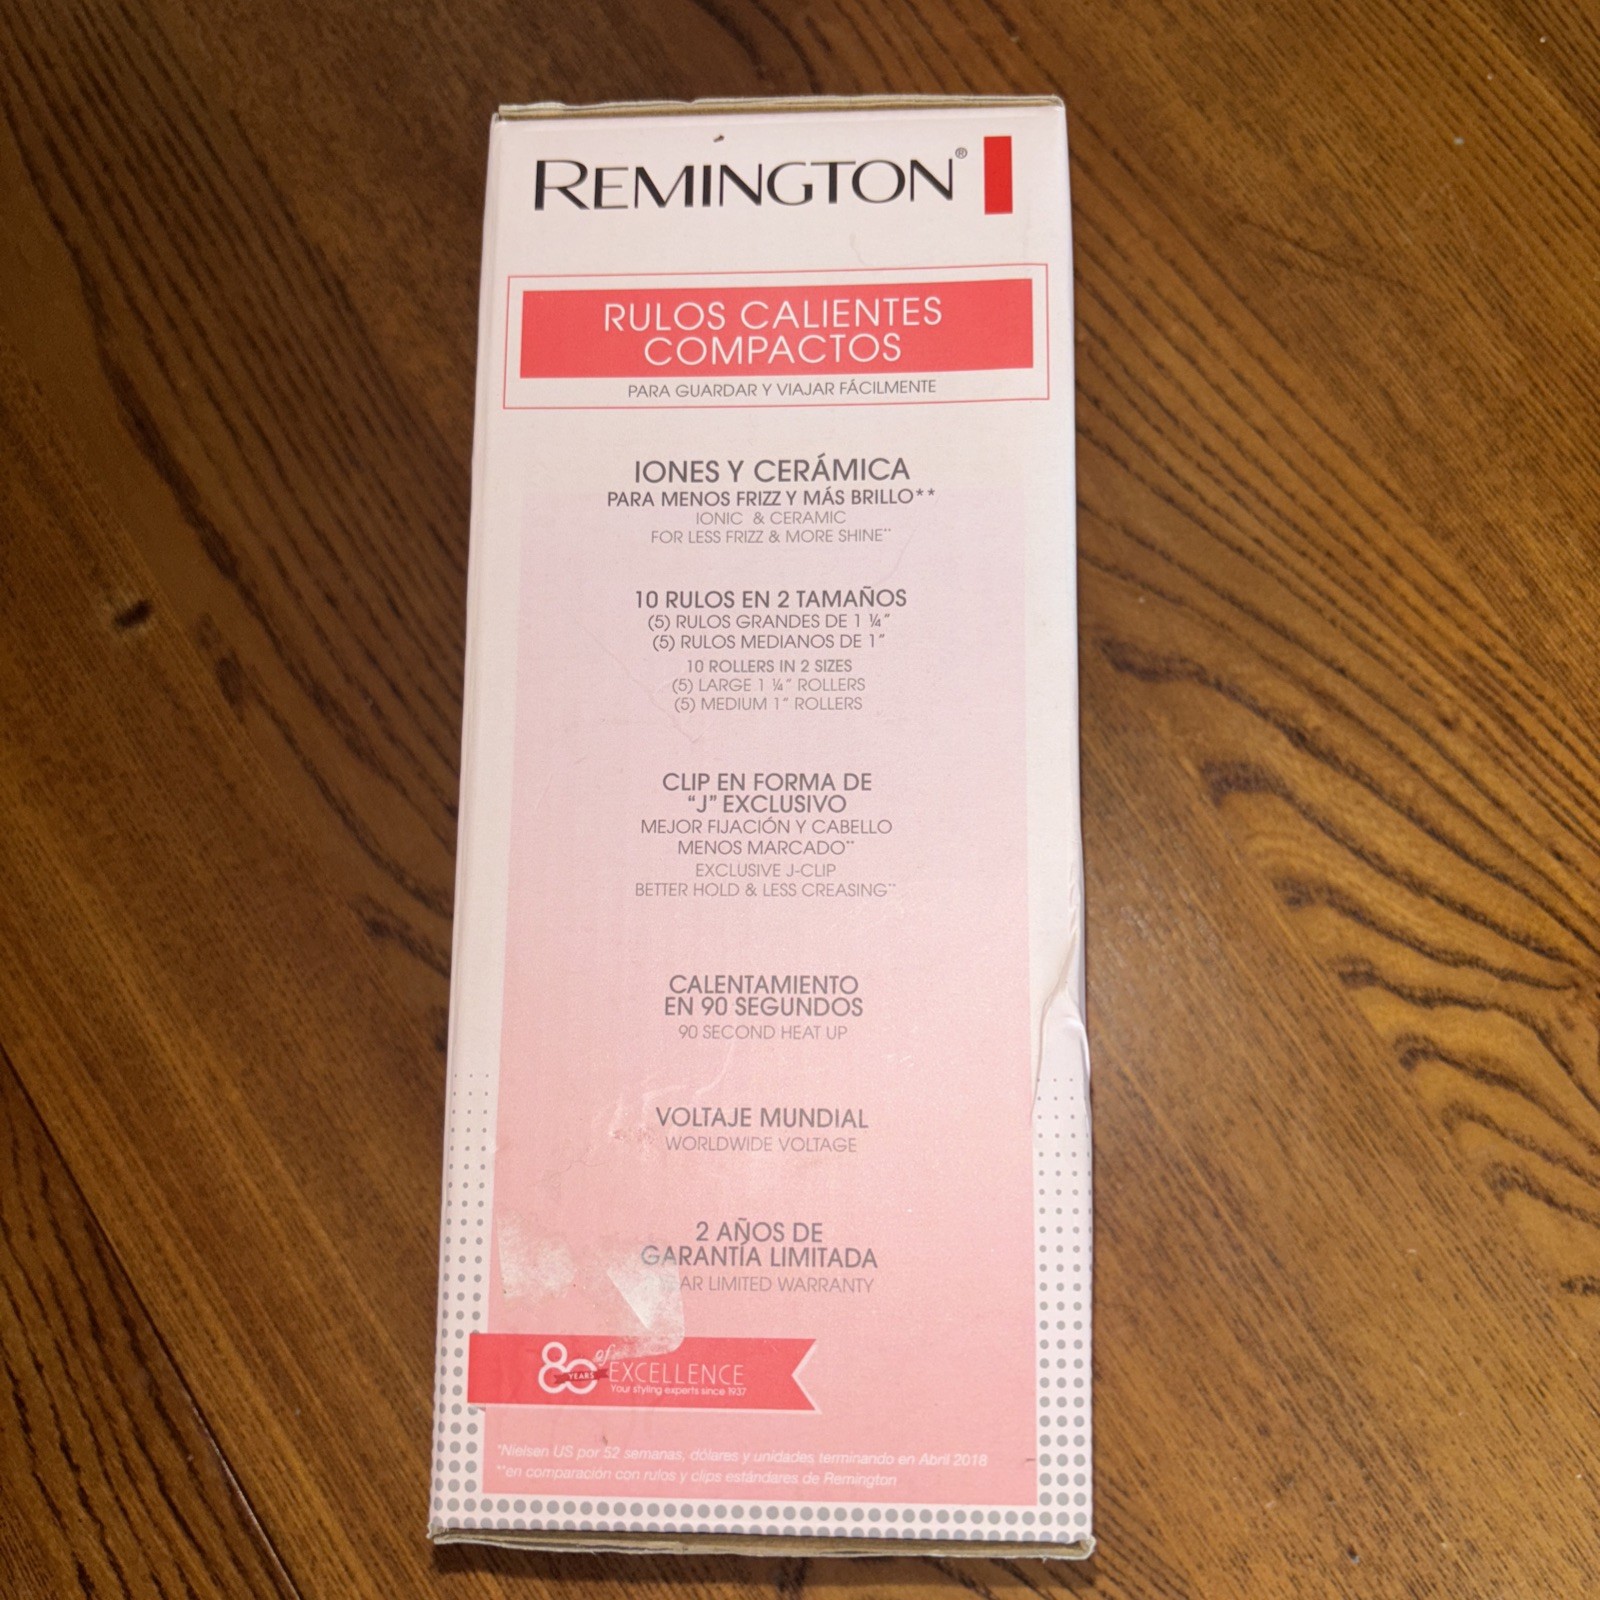 REMINGTON®
RULOS CALIENTES
COMPACTOS
PARA GUARDAR Y VIAJAR FÁCILMENTE
IONES Y CERÁMICA
PARA MENOS FRIZZ Y MÁS BRILLO**
IONIC & CERAMIC
FOR LESS FRIZZ & MORE SHINE**
10 RULOS EN 2 TAMAÑOS
(5) RULOS GRANDES DE 1 ¼"
(5) RULOS MEDIANOS DE 1"
10 ROLLERS IN 2 SIZES
(5) LARGE 1 ¼" ROLLERS
(5) MEDIUM 1" ROLLERS
CLIP EN FORMA DE
"J" EXCLUSIVO
MEJOR FIJACIÓN Y CABELLO
MENOS MARCADO**
EXCLUSIVE J-CLIP
BETTER HOLD & LESS CREASING**
CALENTAMIENTO
EN 90 SEGUNDOS
90 SECOND HEAT UP
VOLTAJE MUNDIAL
WORLDWIDE VOLTAGE
2 AÑOS DE
GARANTÍA LIMITADA
LIMITED WARRANTY
80 YEARS of
EXCELLENCE
Your styling experts since 1937
*Nielsen US por 52 semanas, dólares y unidades terminando en Abril 2018
**en comparación con rulos y clips estándares de Remington